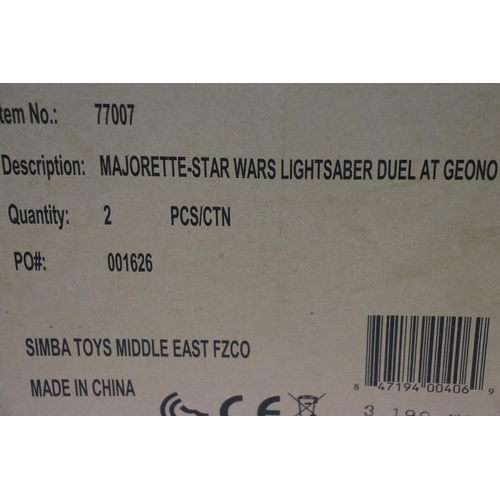 tem No.: 77007
Description: MAJORETTE-STAR WARS LIGHTSABER DUEL AT GEONO
Quantity: 2 PCS/CTN
PO#: 001626
SIMBA TOYS MIDDLE EAST FZCO
MADE IN CHINA
8 47194 00406 9
CE